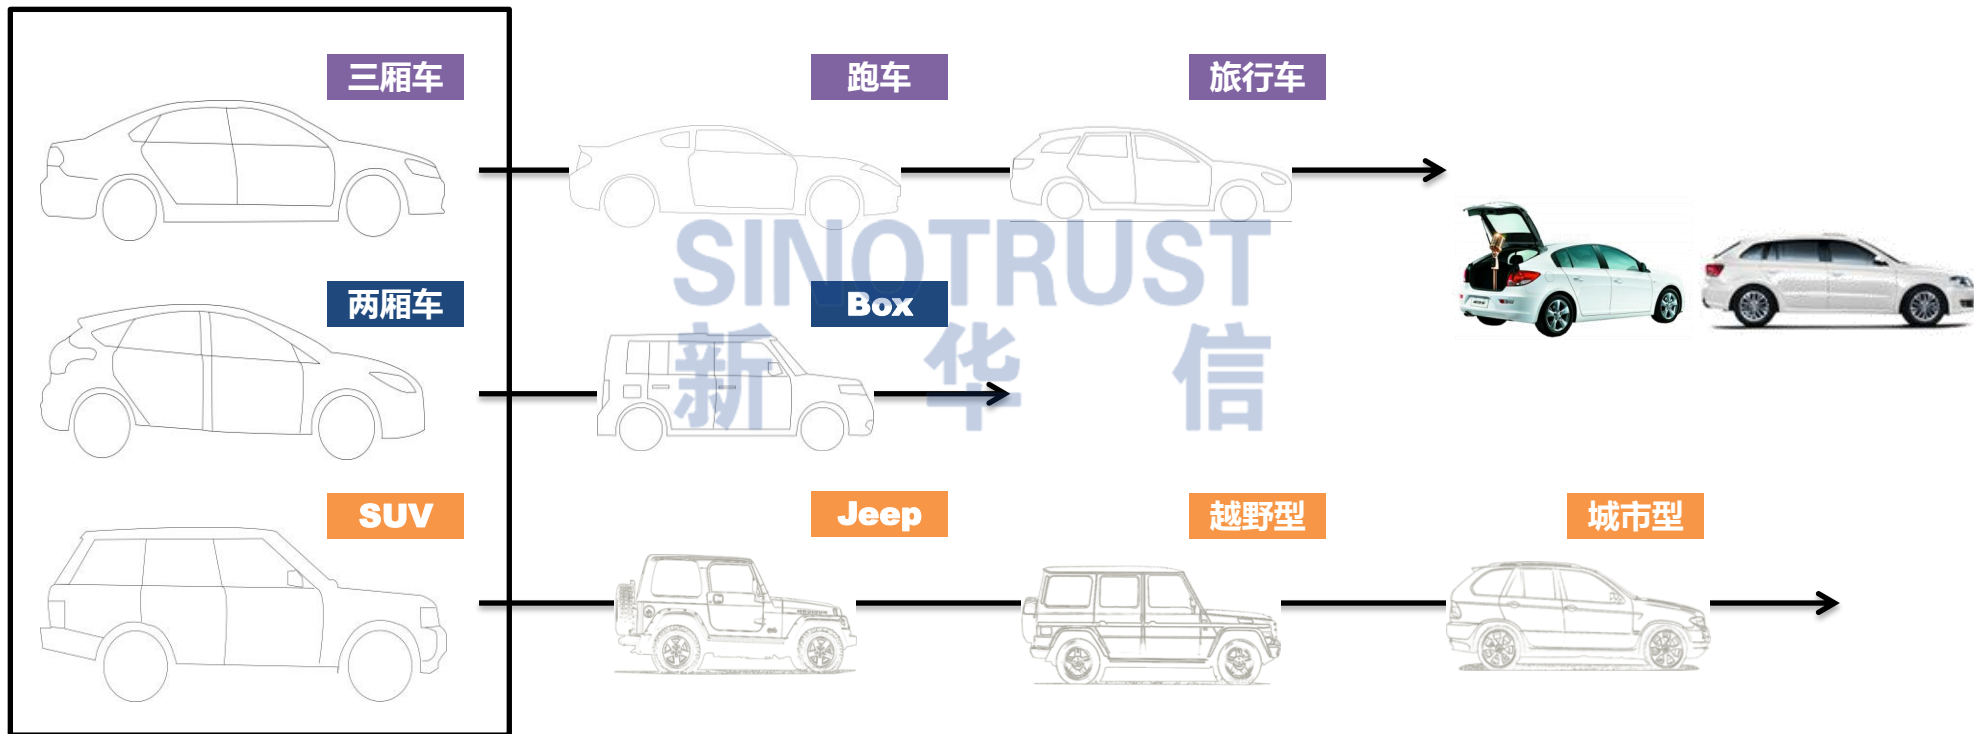 三厢车
跑车
旅行车
SINOTRUST
新华信
两厢车
Box
SUV
Jeep
越野型
城市型